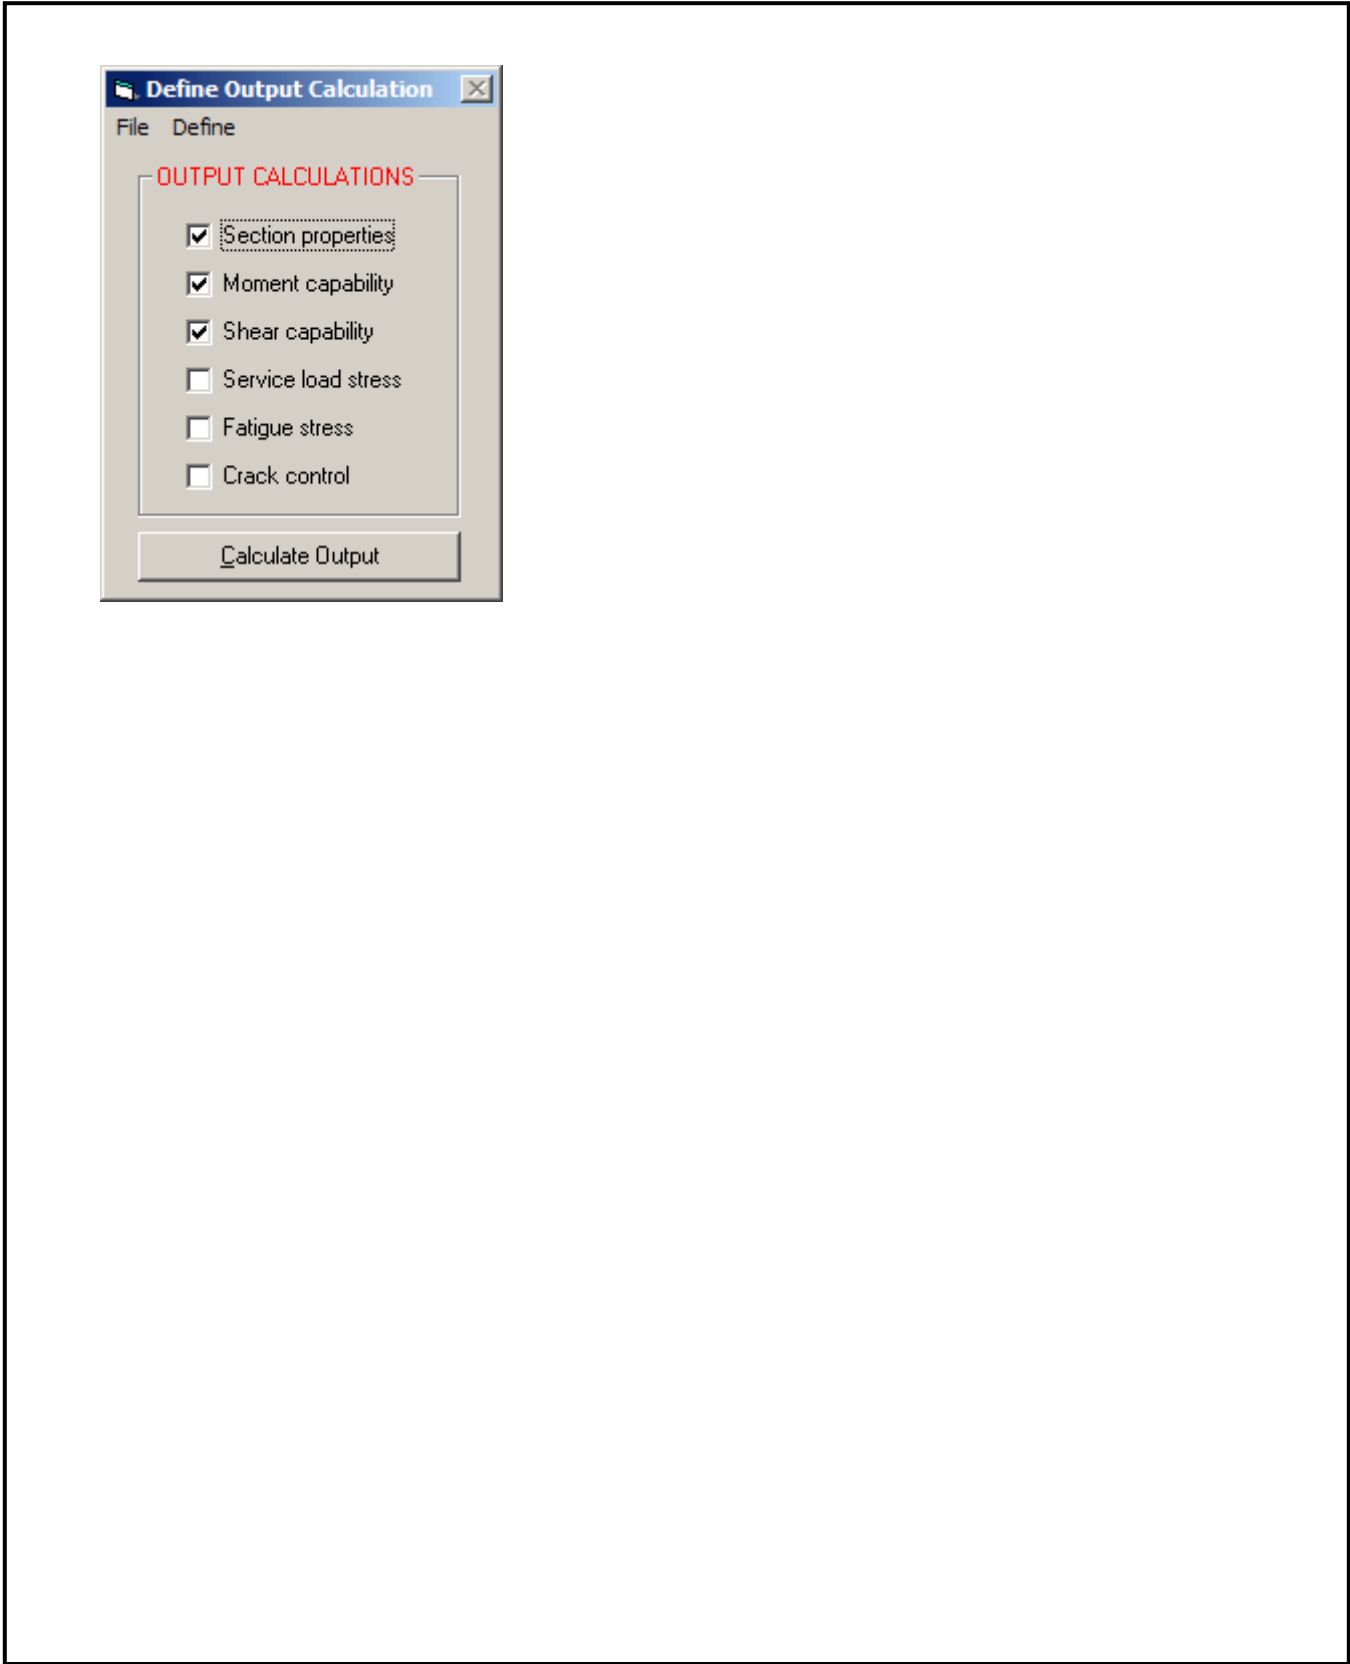 Define Output Calculation
File Define
OUTPUT CALCULATIONS
Section properties
Moment capability
Shear capability
Service load stress
Fatigue stress
Crack control
Calculate Output